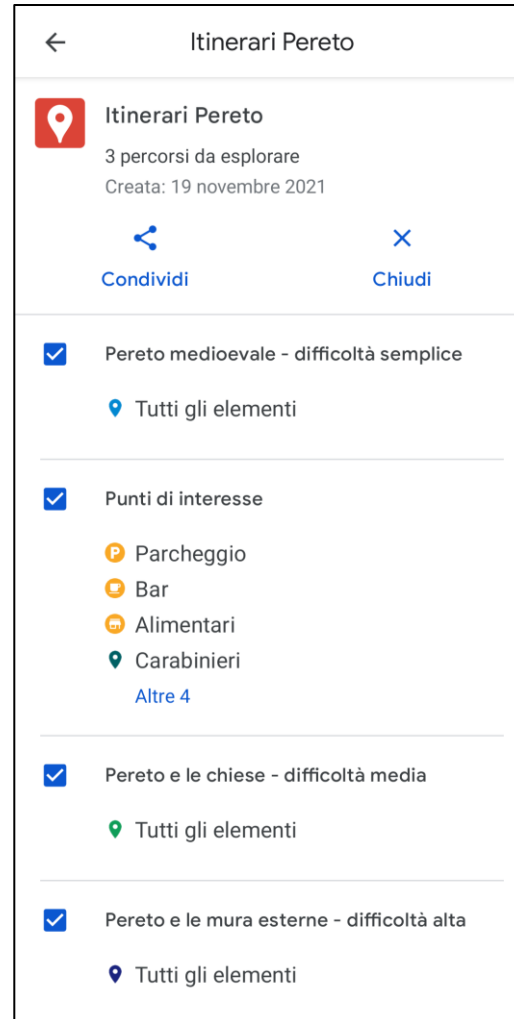 Itinerari Pereto
Itinerari Pereto
3 percorsi da esplorare
Creata: 19 novembre 2021
Condividi
Chiudi
Pereto medioevale - difficoltà semplice
Tutti gli elementi
Punti di interesse
P Parcheggio
Bar
Alimentari
Carabinieri
Altre 4
Pereto e le chiese - difficoltà media
Tutti gli elementi
Pereto e le mura esterne - difficoltà alta
Tutti gli elementi